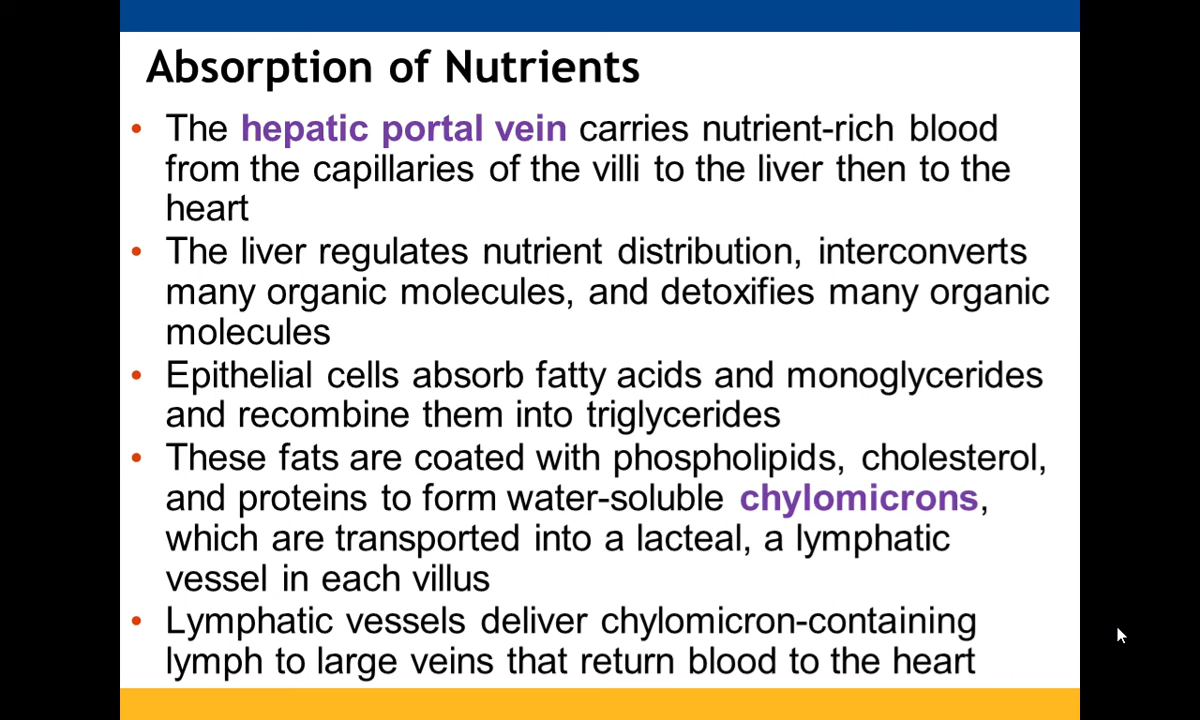 Absorption of Nutrients
• The hepatic portal vein carries nutrient-rich blood
from the capillaries of the villi to the liver then to the
heart
• The liver regulates nutrient distribution, interconverts
many organic molecules, and detoxifies many organic
molecules
• Epithelial cells absorb fatty acids and monoglycerides
and recombine them into triglycerides
• These fats are coated with phospholipids, cholesterol,
and proteins to form water-soluble chylomicrons,
which are transported into a lacteal, a lymphatic
vessel in each villus
• Lymphatic vessels deliver chylomicron-containing
lymph to large veins that return blood to the heart